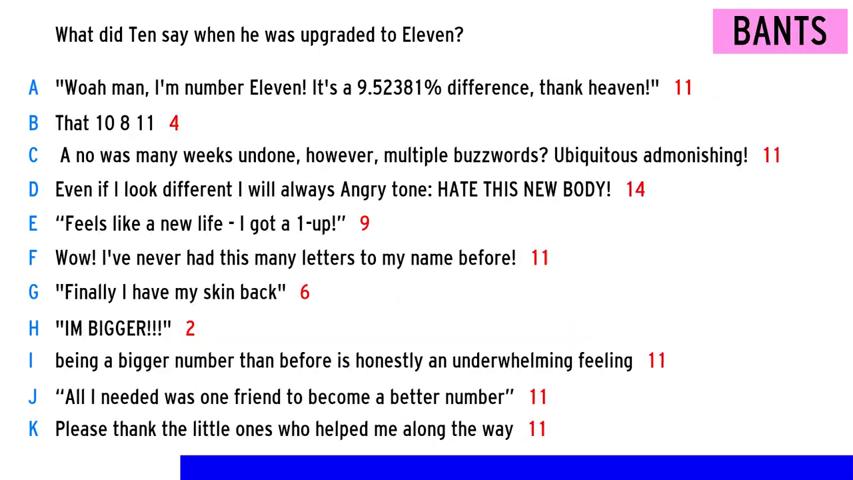 What did Ten say when he was upgraded to Eleven?
BANTS
A "Woah man, I'm number Eleven! It's a 9.52381% difference, thank heaven!" 11
B That 10 8 11 4
C A no was many weeks undone, however, multiple buzzwords? Ubiquitous admonishing! 11
D Even if I look different I will always Angry tone: HATE THIS NEW BODY! 14
E “Feels like a new life - I got a 1-up!” 9
F Wow! I've never had this many letters to my name before! 11
G "Finally I have my skin back" 6
H "IM BIGGER!!!" 2
I being a bigger number than before is honestly an underwhelming feeling 11
J “All I needed was one friend to become a better number” 11
K Please thank the little ones who helped me along the way 11